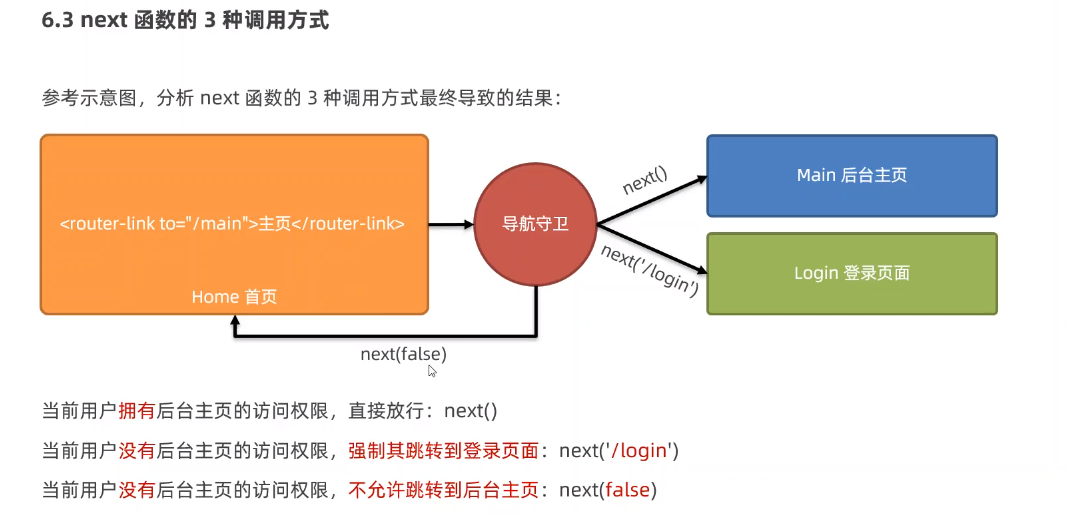 6.3 next 函数的 3 种调用方式
参考示意图，分析 next 函数的 3 种调用方式最终导致的结果：
<router-link to="/main">主页</router-link>
Home 首页
导航守卫
next()
Main 后台主页
next('/login')
Login 登录页面
next(false)
当前用户拥有后台主页的访问权限，直接放行：next()
当前用户没有后台主页的访问权限，强制其跳转到登录页面：next('/login')
当前用户没有后台主页的访问权限，不允许跳转到后台主页：next(false)